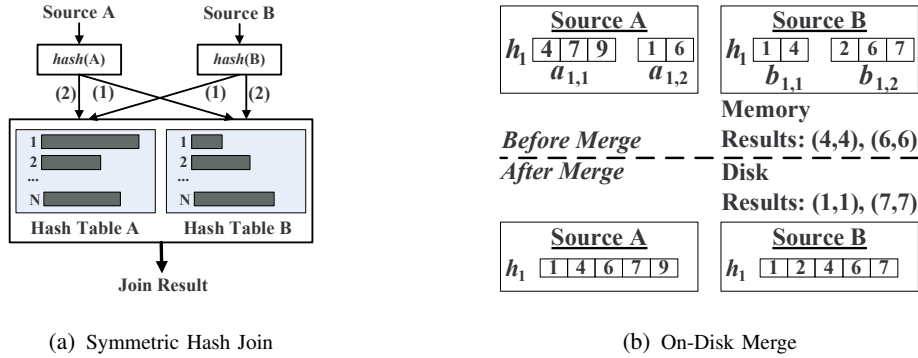 Source A Source B
hash(A) hash(B)
(2) (1) (1) (2)
1 1
2 2
... ...
N N
Hash Table A Hash Table B
Join Result
(a) Symmetric Hash Join
Source A Source B
h1 4 7 9 1 6 h1 1 4 2 6 7
a1,1 a1,2 b1,1 b1,2
Memory
Before Merge Results: (4,4), (6,6)
After Merge Disk
Results: (1,1), (7,7)
Source A Source B
h1 1 4 6 7 9 h1 1 2 4 6 7
(b) On-Disk Merge